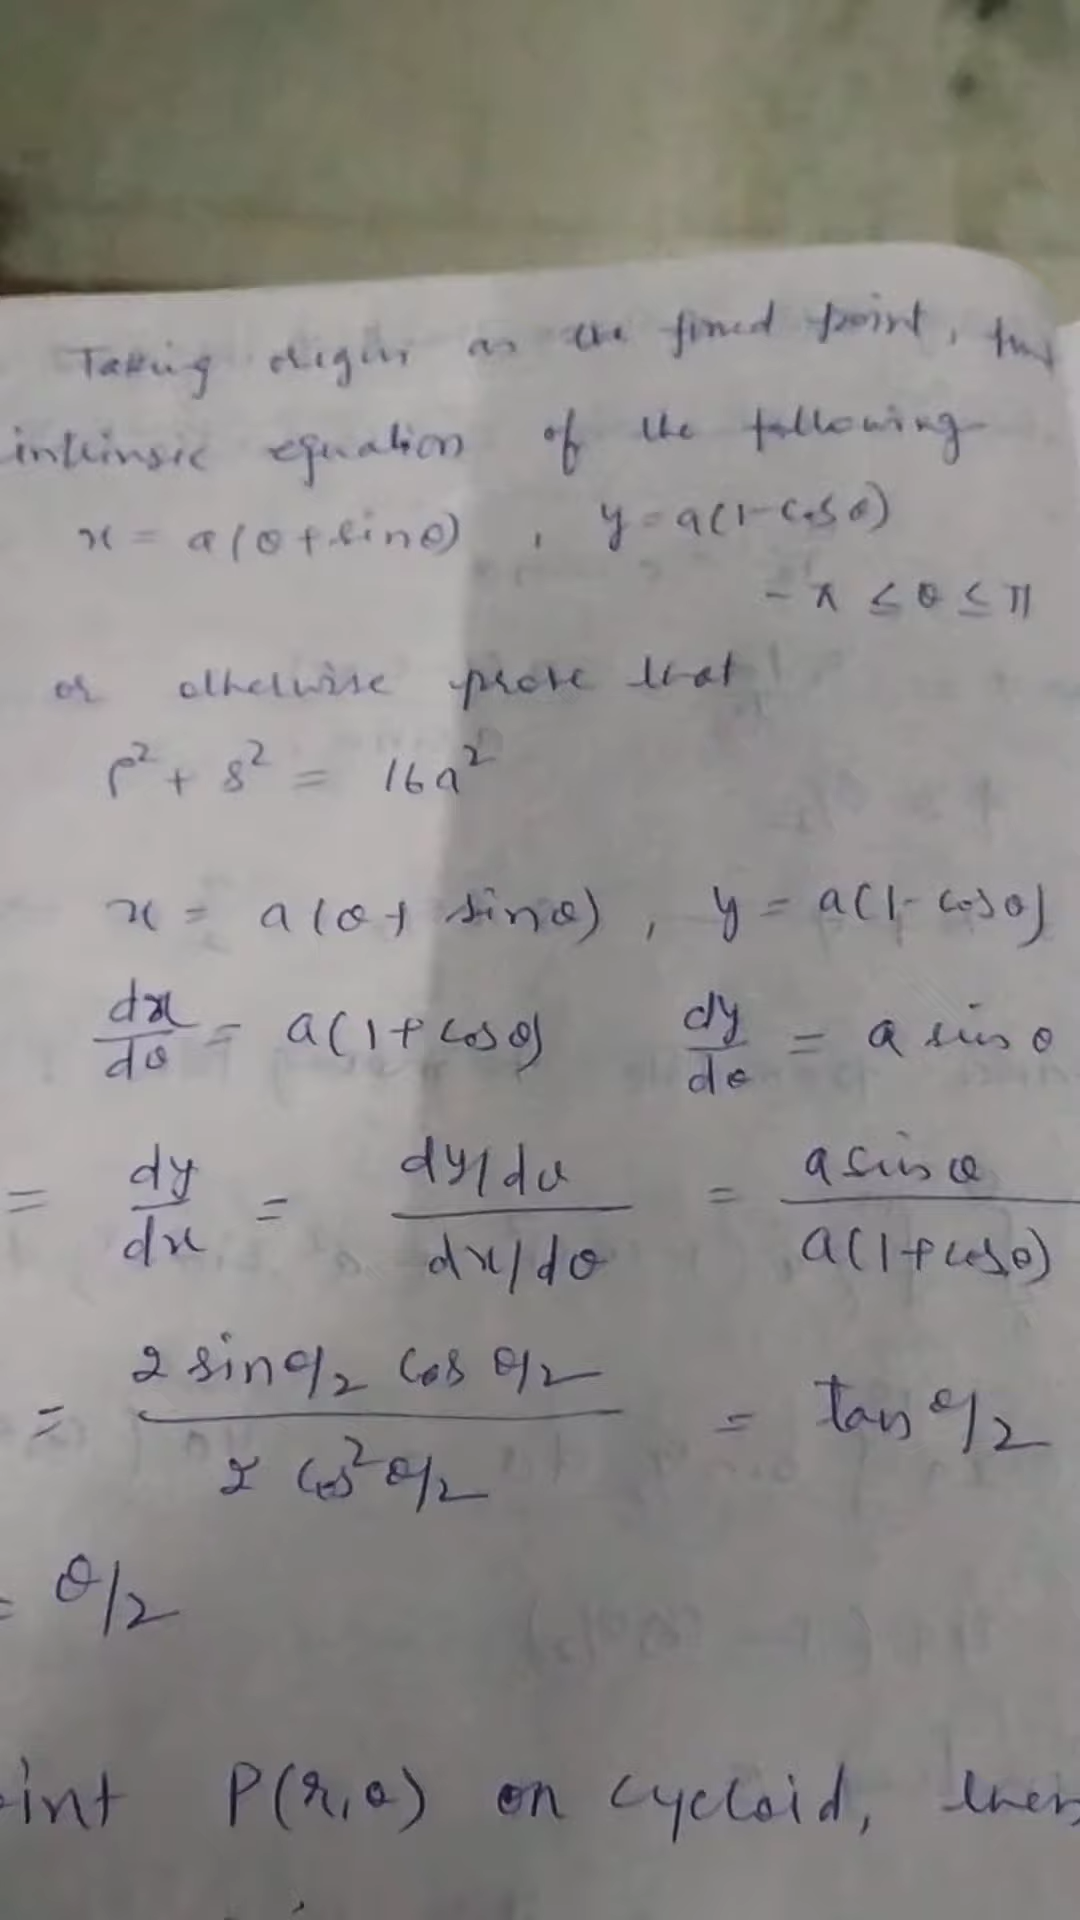 Taking origin as the fixed point, find
intrinsic equation of the following
x = a(θ + sinθ) , y = a(1-cosθ)
-π ≤ θ ≤ π
or otherwise prove that
ρ² + s² = 16a²
x = a(θ + sinθ) , y = a(1-cosθ)
dx/dθ = a(1+cosθ) dy/dθ = a sinθ
= dy/dx = (dy/dθ)/(dx/dθ) = a sinθ/a(1+cosθ)
= 2 sinθ/2 cosθ/2 / 2 cos²θ/2 = tan θ/2
= θ/2
int P(r,θ) on cycloid, then